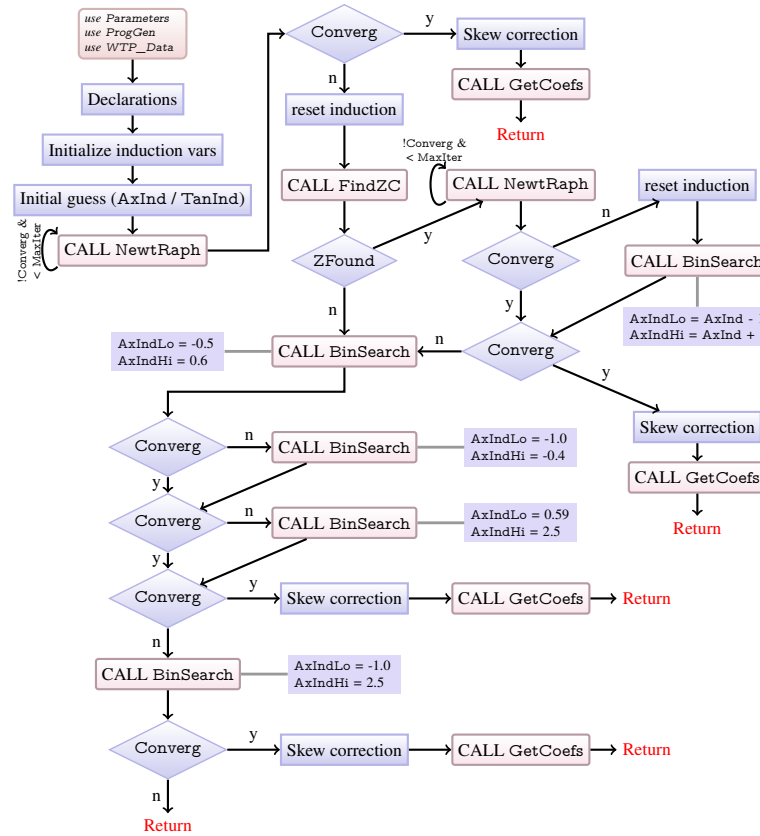 use Parameters
use ProgGen
use WTP_Data
Declarations
Initialize induction vars
Initial guess (AxInd / TanInd)
!Converg &
< MaxIter
CALL NewtRaph
Converg
y
Skew correction
CALL GetCoefs
Return
n
reset induction
CALL FindZC
ZFound
y
!Converg &
< MaxIter
CALL NewtRaph
Converg
n
reset induction
CALL BinSearch
AxIndLo = AxInd -
AxIndHi = AxInd +
y
Converg
n
y
Skew correction
CALL GetCoefs
Return
n
CALL BinSearch
AxIndLo = -0.5
AxIndHi = 0.6
Converg
n
CALL BinSearch
AxIndLo = -1.0
AxIndHi = -0.4
y
Converg
n
CALL BinSearch
AxIndLo = 0.59
AxIndHi = 2.5
y
Converg
y
Skew correction
CALL GetCoefs
Return
n
CALL BinSearch
AxIndLo = -1.0
AxIndHi = 2.5
Converg
y
Skew correction
CALL GetCoefs
Return
n
Return